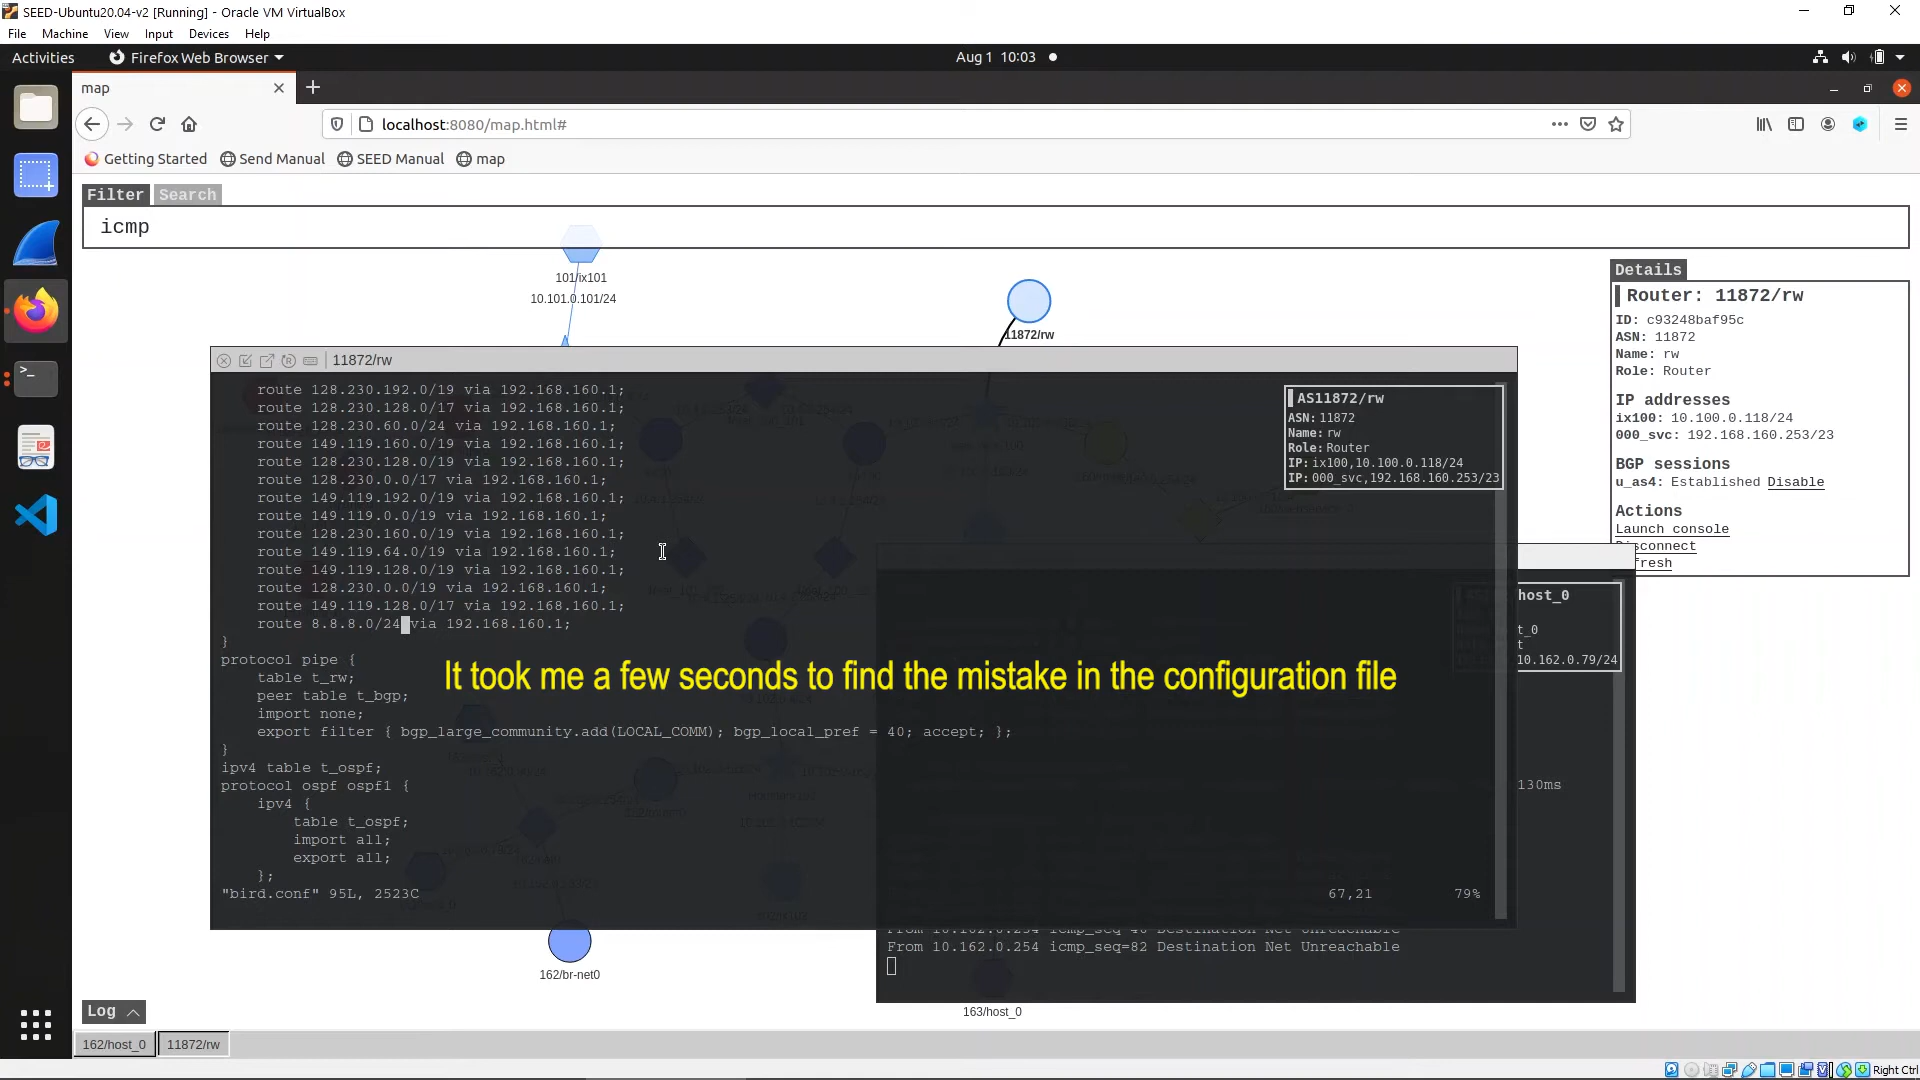 SEED-Ubuntu20.04-v2 [Running] - Oracle VM VirtualBox
File Machine View Input Devices Help
Activities Firefox Web Browser Aug 1 10:03
map
localhost:8080/map.html#
Getting Started Send Manual SEED Manual map
Filter Search
icmp
101/ix101
10.101.0.101/24
11872/rw
Details
Router: 11872/rw
ID: c93248baf95c
ASN: 11872
Name: rw
Role: Router
IP addresses
ix100: 10.100.0.118/24
000_svc: 192.168.160.253/23
BGP sessions
u_as4: Established Disable
Actions
Launch console
Disconnect
fresh
11872/rw
route 128.230.192.0/19 via 192.168.160.1;
route 128.230.128.0/17 via 192.168.160.1;
route 128.230.60.0/24 via 192.168.160.1;
route 149.119.160.0/19 via 192.168.160.1;
route 128.230.128.0/19 via 192.168.160.1;
route 128.230.0.0/17 via 192.168.160.1;
route 149.119.192.0/19 via 192.168.160.1;
route 149.119.0.0/19 via 192.168.160.1;
route 128.230.160.0/19 via 192.168.160.1;
route 149.119.64.0/19 via 192.168.160.1;
route 149.119.128.0/19 via 192.168.160.1;
route 128.230.0.0/19 via 192.168.160.1;
route 149.119.128.0/17 via 192.168.160.1;
route 8.8.8.0/24 via 192.168.160.1;
}
protocol pipe {
table t_rw;
peer table t_bgp;
import none;
export filter { bgp_large_community.add(LOCAL_COMM); bgp_local_pref = 40; accept; };
}
ipv4 table t_ospf;
protocol ospf ospf1 {
ipv4 {
table t_ospf;
import all;
export all;
};
"bird.conf" 95L, 2523C
67,21 79%
AS11872/rw
ASN: 11872
Name: rw
Role: Router
IP: ix100,10.100.0.118/24
IP: 000_svc,192.168.160.253/23
It took me a few seconds to find the mistake in the configuration file
host_0
t_0
t
10.162.0.79/24
130ms
From 10.162.0.254 icmp_seq=82 Destination Net Unreachable
162/br-net0
163/host_0
Log
162/host_0 11872/rw
Right Ctrl